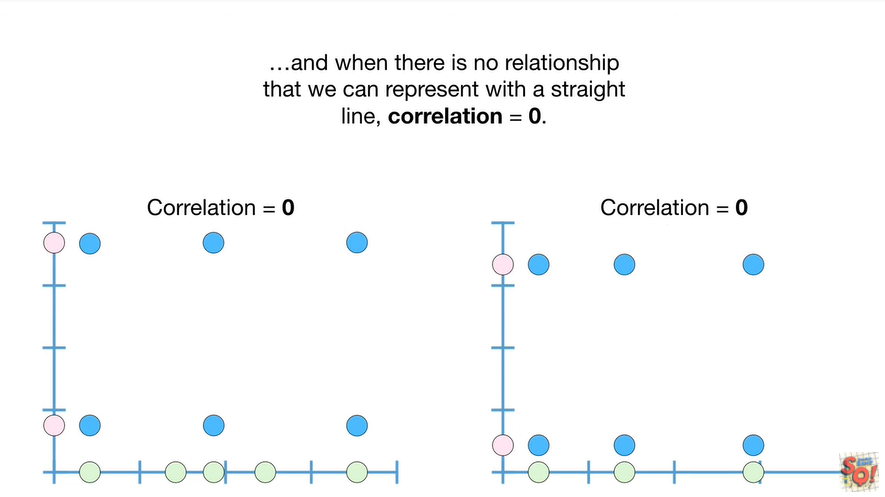 ...and when there is no relationship
that we can represent with a straight
line, correlation = 0.
Correlation = 0
Correlation = 0
SO!